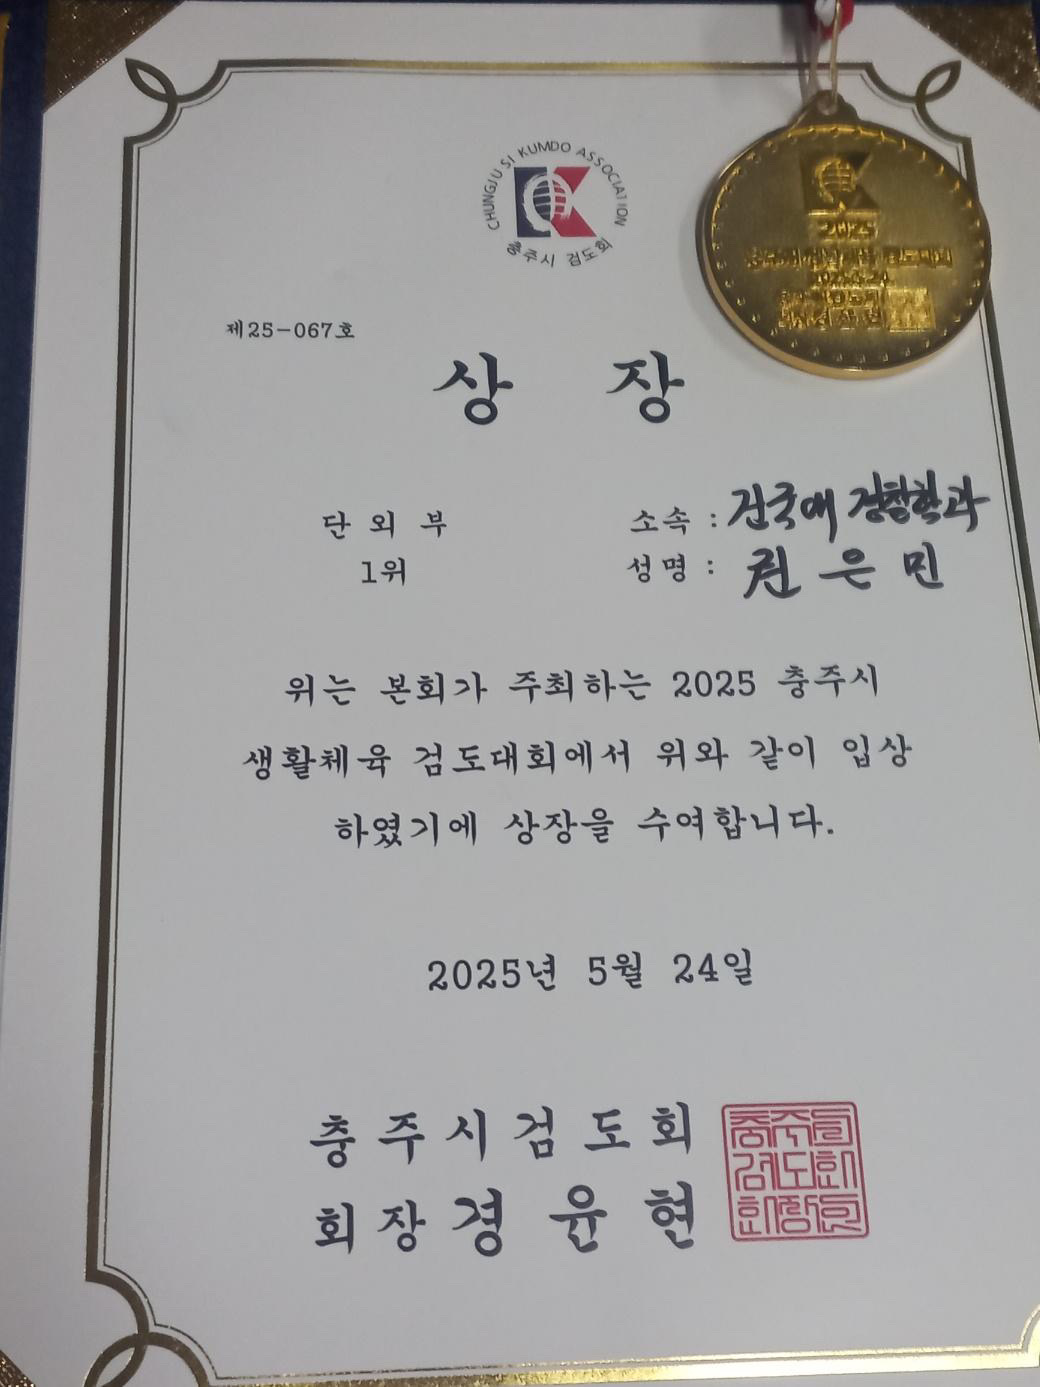 CHUNGJU SI KUMDO ASSOCIATION
충주시 검도회
2025
제25-067호
상 장
단 외 부
소속 : 건국대 경찰학과
1위
성명 : 권은민
위는 본회가 주최하는 2025 충주시
생활체육 검도대회에서 위와 같이 입상
하였기에 상장을 수여합니다.
2025년 5월 24일
충주시검도회
회장 경윤현